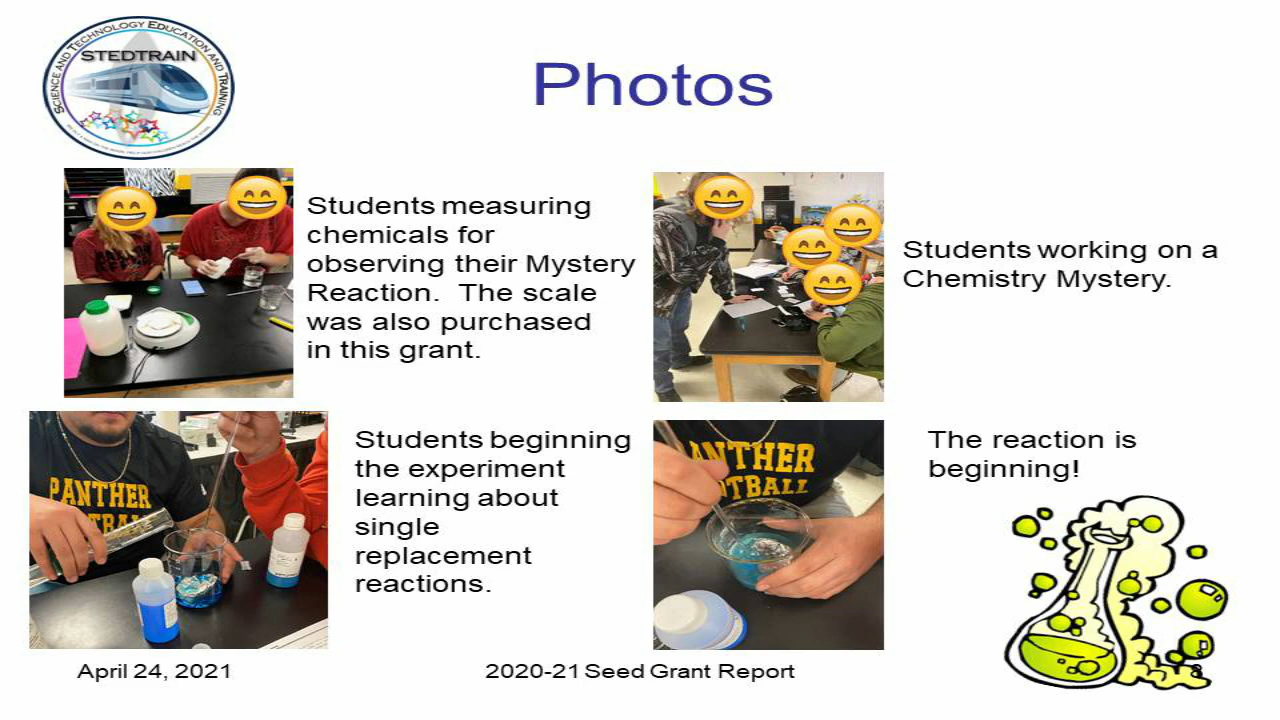 SCIENCE AND TECHNOLOGY EDUCATION AND TRAINING
STEDTRAIN
Photos
Students measuring
chemicals for
observing their Mystery
Reaction. The scale
was also purchased
in this grant.
Students working on a
Chemistry Mystery.
Students beginning
the experiment
learning about
single
replacement
reactions.
PANTHER
PANTHER
The reaction is
beginning!
April 24, 2021
2020-21 Seed Grant Report
8